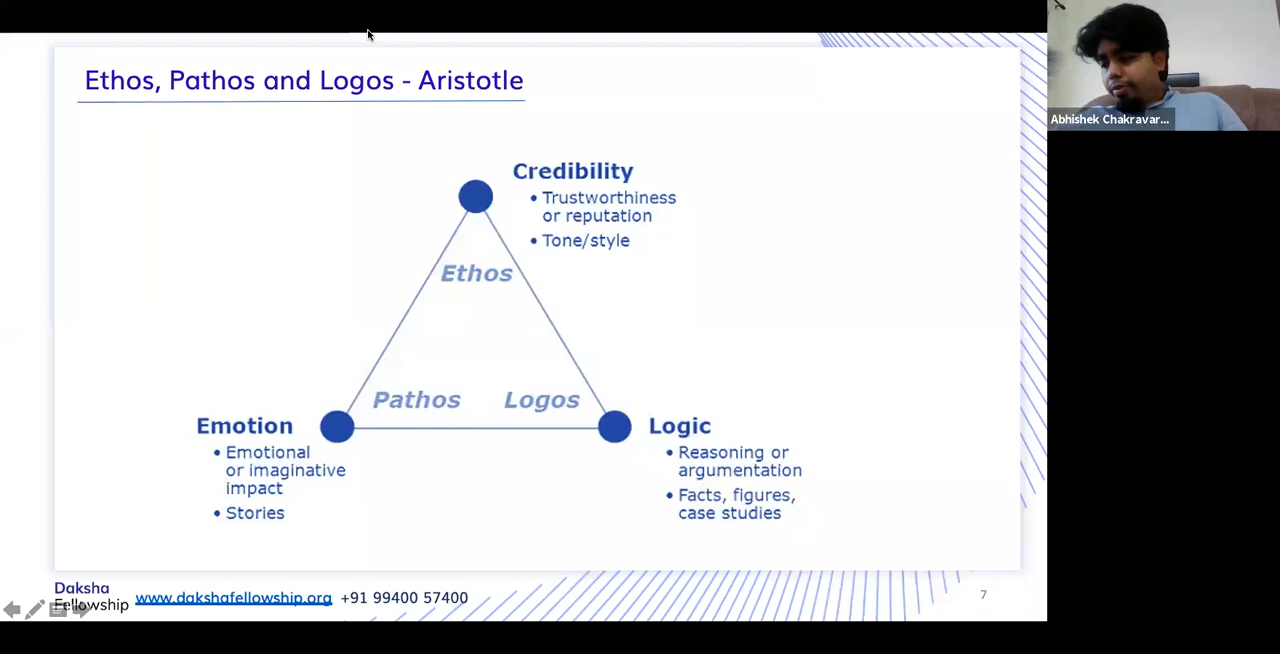 Ethos, Pathos and Logos - Aristotle
Abhishek Chakravar...
Credibility
• Trustworthiness
or reputation
• Tone/style
Ethos
Pathos Logos
Emotion
• Emotional
or imaginative
impact
• Stories
Logic
• Reasoning or
argumentation
• Facts, figures,
case studies
Daksha
Fellowship
www.dakshafellowship.org +91 99400 57400
7